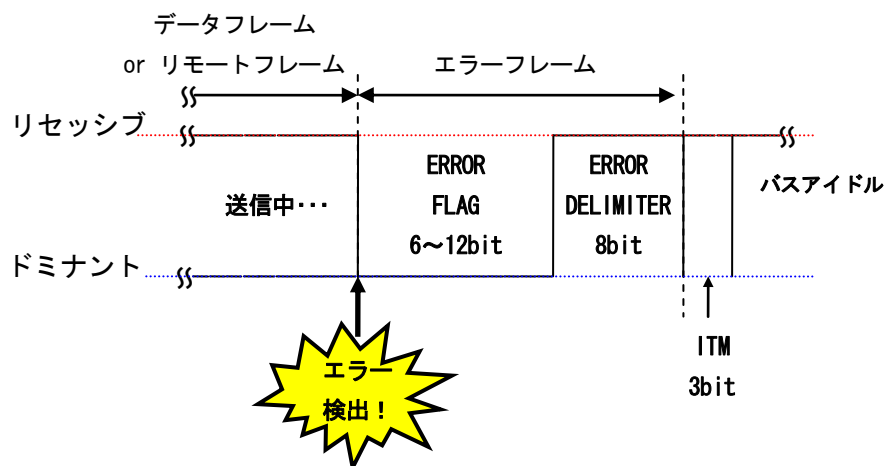 データフレーム
or リモートフレーム
エラーフレーム
リセッシブ
送信中･･･
ERROR
FLAG
6～12bit
ERROR
DELIMITER
8bit
バスアイドル
ドミナント
ITM
3bit
エラー
検出！